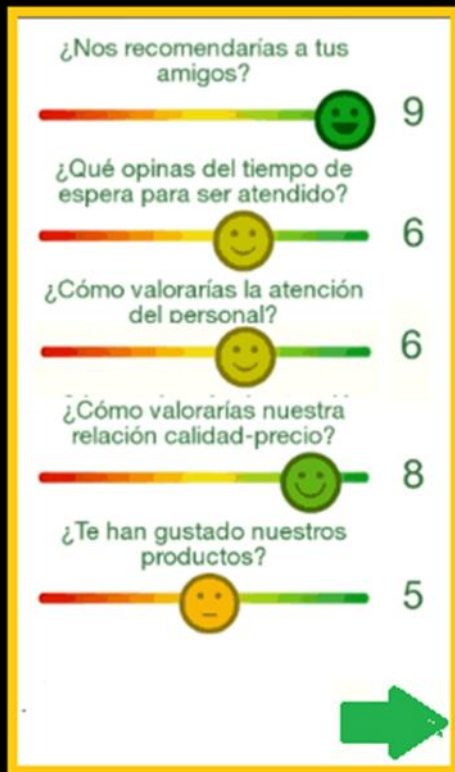 ¿Nos recomendarías a tus
amigos?
9
¿Qué opinas del tiempo de
espera para ser atendido?
6
¿Cómo valorarías la atención
del personal?
6
¿Cómo valorarías nuestra
relación calidad-precio?
8
¿Te han gustado nuestros
productos?
5